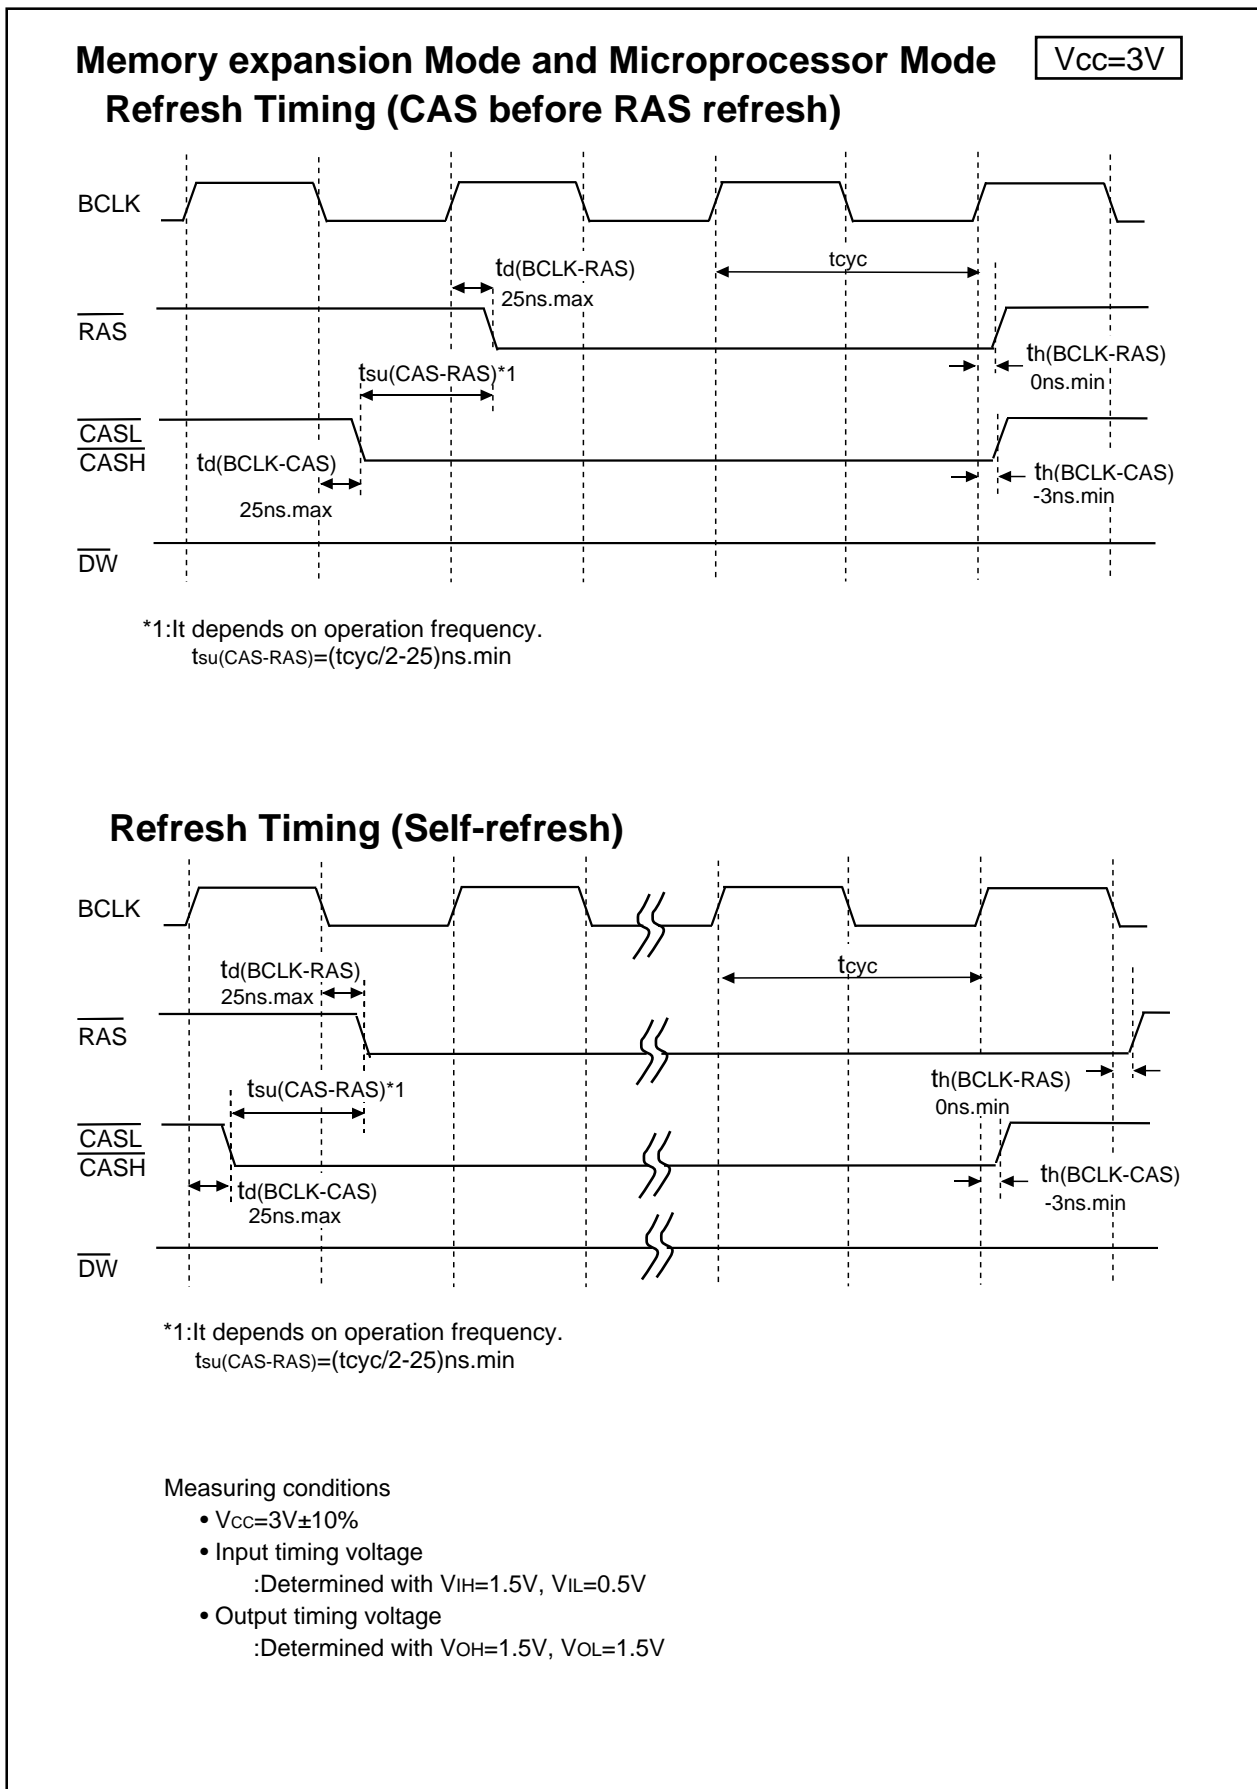 Memory expansion Mode and Microprocessor Mode
Vcc=3V
Refresh Timing (CAS before RAS refresh)
BCLK
td(BCLK-RAS)
25ns.max
tcyc
RAS
th(BCLK-RAS)
0ns.min
tsu(CAS-RAS)*1
CASL
CASH
td(BCLK-CAS)
25ns.max
th(BCLK-CAS)
-3ns.min
DW
*1:It depends on operation frequency.
tsu(CAS-RAS)=(tcyc/2-25)ns.min
Refresh Timing (Self-refresh)
BCLK
td(BCLK-RAS)
25ns.max
tcyc
RAS
tsu(CAS-RAS)*1
th(BCLK-RAS)
0ns.min
CASL
CASH
td(BCLK-CAS)
25ns.max
th(BCLK-CAS)
-3ns.min
DW
*1:It depends on operation frequency.
tsu(CAS-RAS)=(tcyc/2-25)ns.min
Measuring conditions
• VCC=3V±10%
• Input timing voltage
:Determined with VIH=1.5V, VIL=0.5V
• Output timing voltage
:Determined with VOH=1.5V, VOL=1.5V